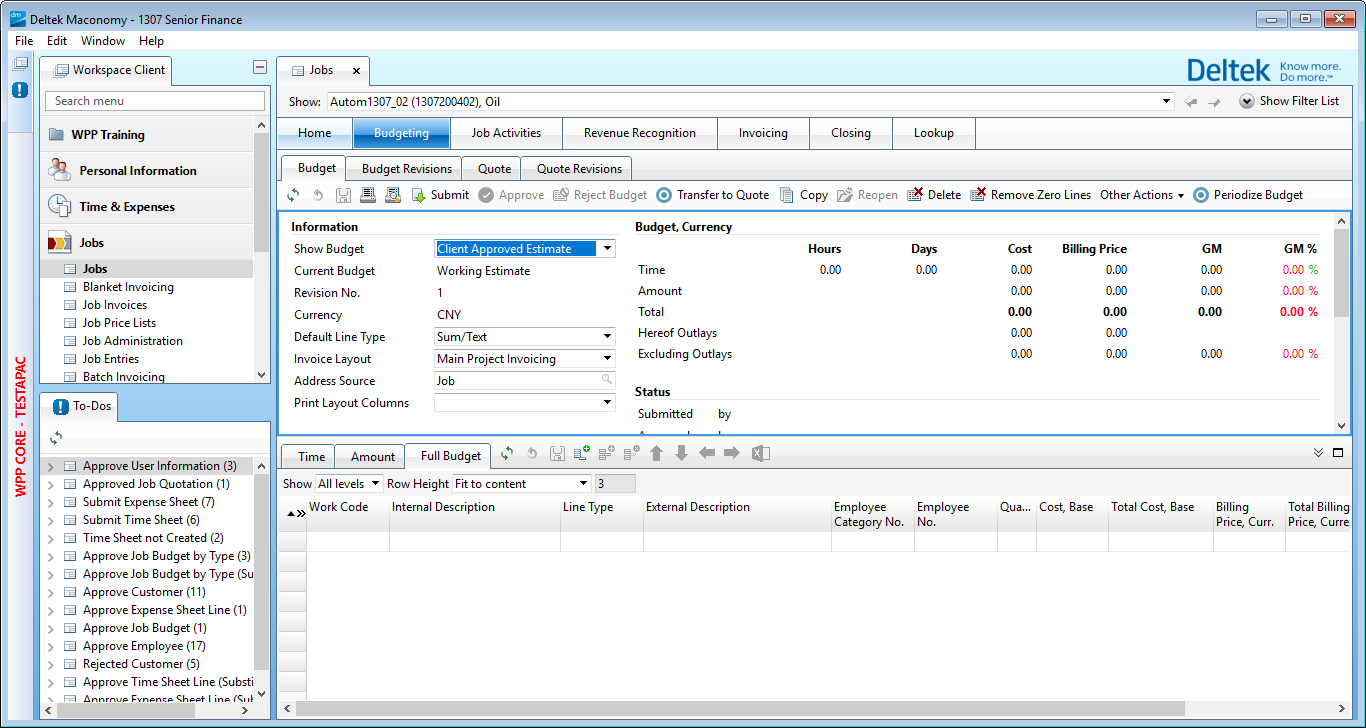 dm Deltek Maconomy - 1307 Senior Finance
File Edit Window Help
Workspace Client
Search menu
WPP Training
Personal Information
Time & Expenses
Jobs
Jobs
Blanket Invoicing
Job Invoices
Job Price Lists
Job Administration
Job Entries
Batch Invoicing
WPP CORE - TESTAPAC
To-Dos
Approve User Information (3)
Approved Job Quotation (1)
Submit Expense Sheet (7)
Submit Time Sheet (6)
Time Sheet not Created (2)
Approve Job Budget by Type (3)
Approve Job Budget by Type (Su
Approve Customer (11)
Approve Expense Sheet Line (1)
Approve Job Budget (1)
Approve Employee (17)
Rejected Customer (5)
Approve Time Sheet Line (Substi
Approve Expense Sheet Line (Sul
Jobs
Deltek Know more.
Do more.™
Show: Autom1307_02 (1307200402), Oil Show Filter List
Home Budgeting Job Activities Revenue Recognition Invoicing Closing Lookup
Budget Budget Revisions Quote Quote Revisions
Submit Approve Reject Budget Transfer to Quote Copy Reopen Delete Remove Zero Lines Other Actions Periodize Budget
Information
Show Budget Client Approved Estimate
Current Budget Working Estimate
Revision No. 1
Currency CNY
Default Line Type Sum/Text
Invoice Layout Main Project Invoicing
Address Source Job
Print Layout Columns
Budget, Currency
Hours Days Cost Billing Price GM GM %
Time 0.00 0.00 0.00 0.00 0.00 0.00 %
Amount 0.00 0.00 0.00 0.00 %
Total 0.00 0.00 0.00 0.00 %
Hereof Outlays 0.00 0.00
Excluding Outlays 0.00 0.00 0.00 0.00 %
Status
Submitted by
Time Amount Full Budget
Show All levels Row Height Fit to content 3
Work Code Internal Description Line Type External Description Employee Category No. Employee No. Qua... Cost, Base Total Cost, Base Billing Price, Curr. Total Billing Price, Curre